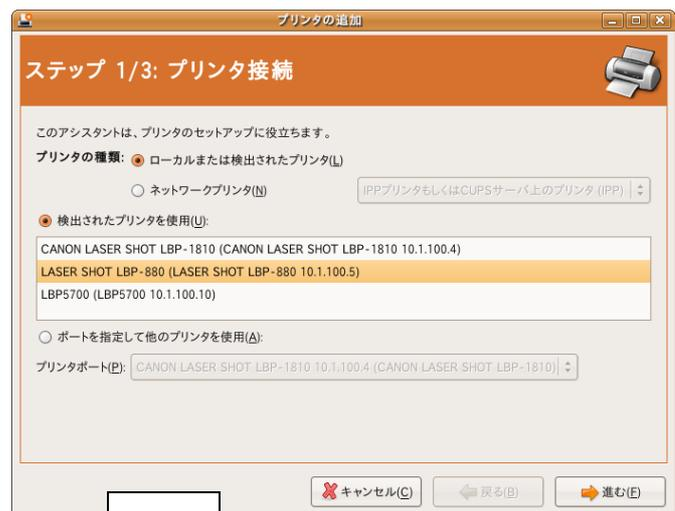 プリンタの追加
ステップ 1/3: プリンタ接続
このアシスタントは、プリンタのセットアップに役立ちます。
プリンタの種類: ローカルまたは検出されたプリンタ(L)
ネットワークプリンタ(N) IPPプリンタもしくはCUPSサーバ上のプリンタ (IPP)
検出されたプリンタを使用(U):
CANON LASER SHOT LBP-1810 (CANON LASER SHOT LBP-1810 10.1.100.4)
LASER SHOT LBP-880 (LASER SHOT LBP-880 10.1.100.5)
LBP5700 (LBP5700 10.1.100.10)
ポートを指定して他のプリンタを使用(A):
プリンタポート(P): CANON LASER SHOT LBP-1810 10.1.100.4 (CANON LASER SHOT LBP-1810)
キャンセル(C) 戻る(B) 進む(F)